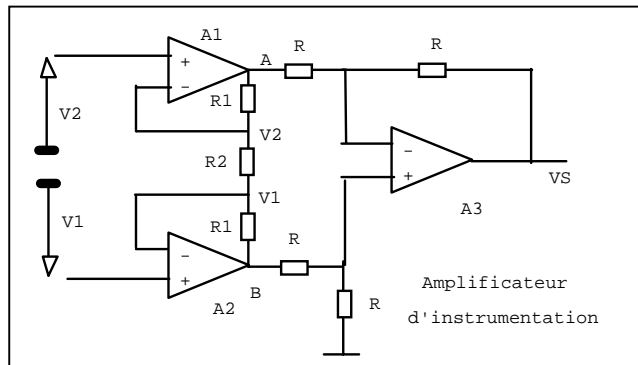 A1
A
R
R
+
-
R1
V2
V2
R2
-
+
VS
V1
V1
R1
A3
R
-
+
A2
B
R
Amplificateur
d'instrumentation